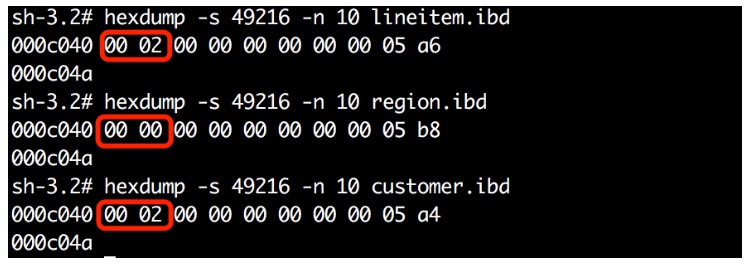 sh-3.2# hexdump -s 49216 -n 10 lineitem.ibd
000c040 00 02 00 00 00 00 00 00 05 a6
000c04a
sh-3.2# hexdump -s 49216 -n 10 region.ibd
000c040 00 00 00 00 00 00 00 00 05 b8
000c04a
sh-3.2# hexdump -s 49216 -n 10 customer.ibd
000c040 00 02 00 00 00 00 00 00 05 a4
000c04a